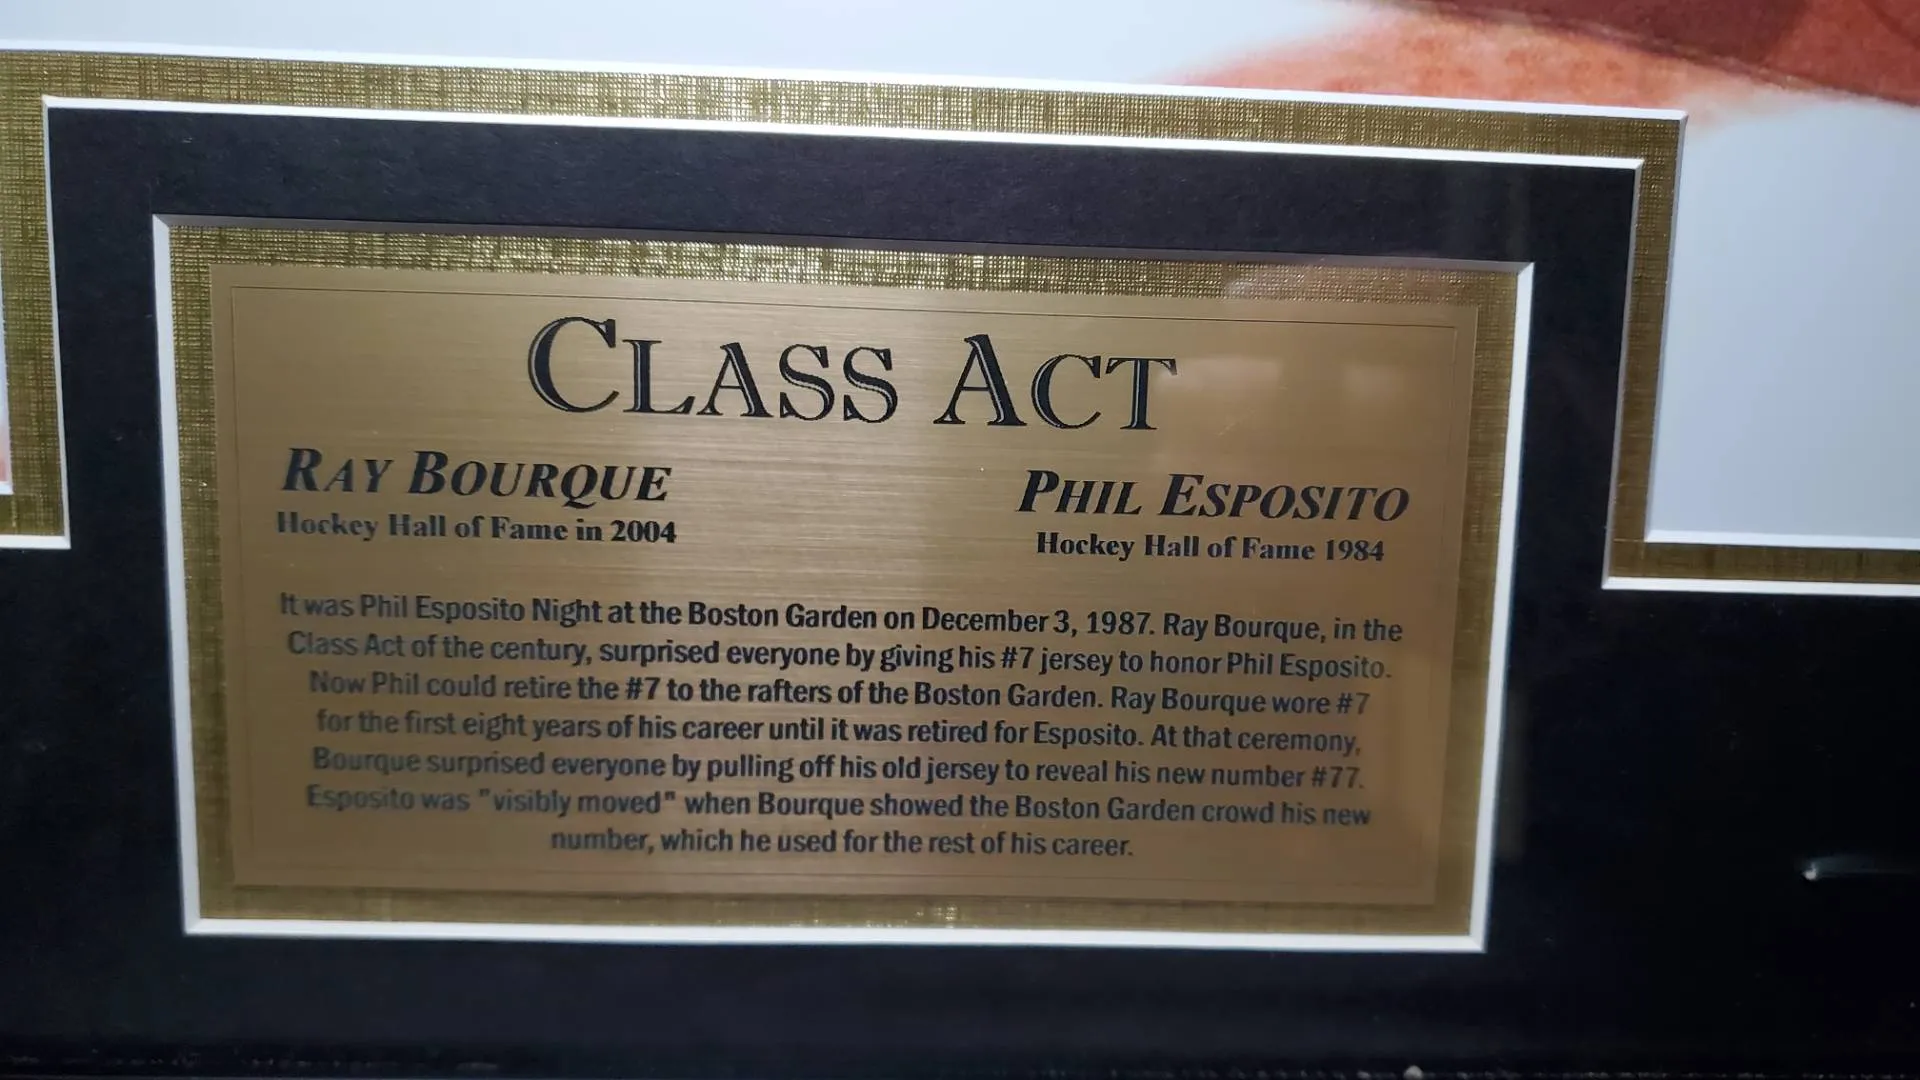 CLASS ACT
RAY BOURQUE
Hockey Hall of Fame in 2004
PHIL ESPOSITO
Hockey Hall of Fame 1984
It was Phil Esposito Night at the Boston Garden on December 3, 1987. Ray Bourque, in the
Class Act of the century, surprised everyone by giving his #7 jersey to honor Phil Esposito.
Now Phil could retire the #7 to the rafters of the Boston Garden. Ray Bourque wore #7
for the first eight years of his career until it was retired for Esposito. At that ceremony,
Bourque surprised everyone by pulling off his old jersey to reveal his new number #77.
Esposito was "visibly moved" when Bourque showed the Boston Garden crowd his new
number, which he used for the rest of his career.